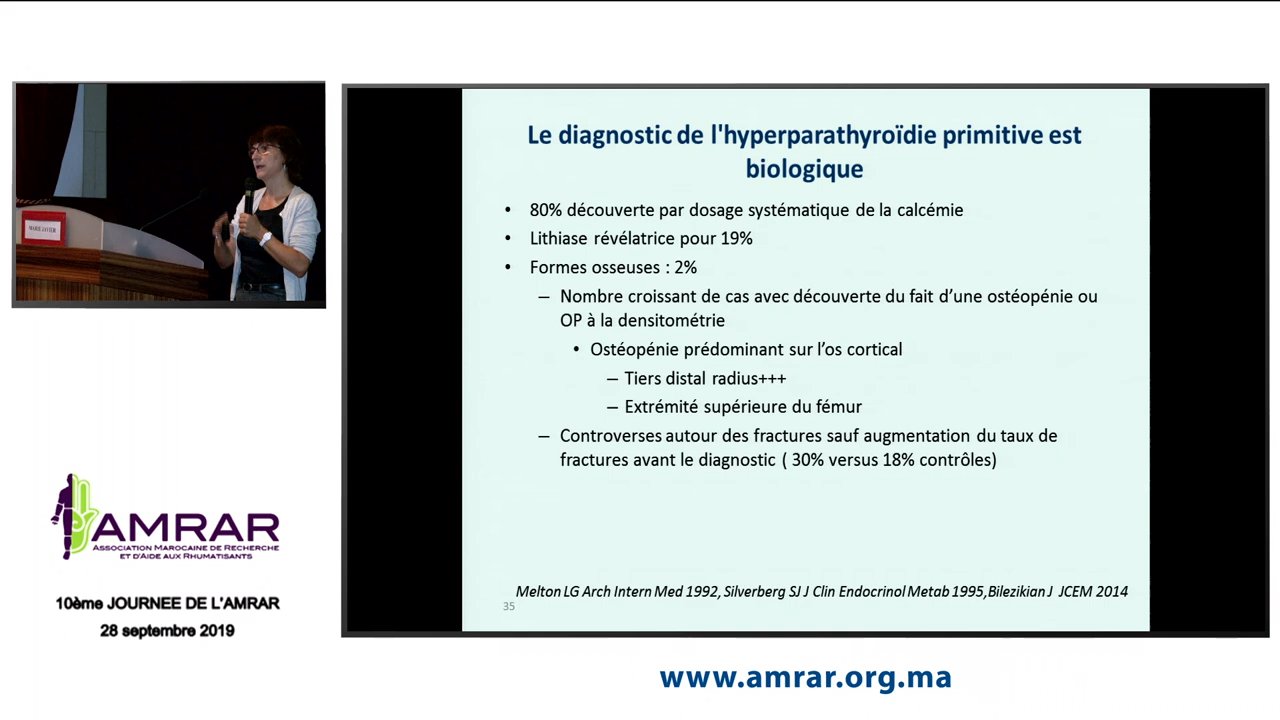 MARIE JAVIER
Le diagnostic de l'hyperparathyroïdie primitive est
biologique
• 80% découverte par dosage systématique de la calcémie
• Lithiase révélatrice pour 19%
• Formes osseuses : 2%
– Nombre croissant de cas avec découverte du fait d'une ostéopénie ou
OP à la densitométrie
• Ostéopénie prédominant sur l'os cortical
– Tiers distal radius+++
– Extrémité supérieure du fémur
– Controverses autour des fractures sauf augmentation du taux de
fractures avant le diagnostic ( 30% versus 18% contrôles)
Melton LG Arch Intern Med 1992, Silverberg SJ J Clin Endocrinol Metab 1995,Bilezikian J JCEM 2014
35
AMRAR
ASSOCIATION MAROCAINE DE RECHERCHE
ET D'AIDE AUX RHUMATISANTS
10ème JOURNEE DE L'AMRAR
28 septembre 2019
www.amrar.org.ma